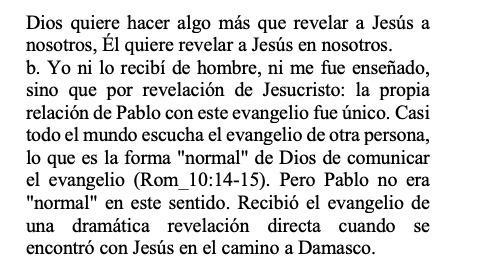 Dios quiere hacer algo más que revelar a Jesús a
nosotros, Él quiere revelar a Jesús en nosotros.
b. Yo ni lo recibí de hombre, ni me fue enseñado,
sino que por revelación de Jesucristo: la propia
relación de Pablo con este evangelio fue único. Casi
todo el mundo escucha el evangelio de otra persona,
lo que es la forma "normal" de Dios de comunicar
el evangelio (Rom_10:14-15). Pero Pablo no era
"normal" en este sentido. Recibió el evangelio de
una dramática revelación directa cuando se
encontró con Jesús en el camino a Damasco.